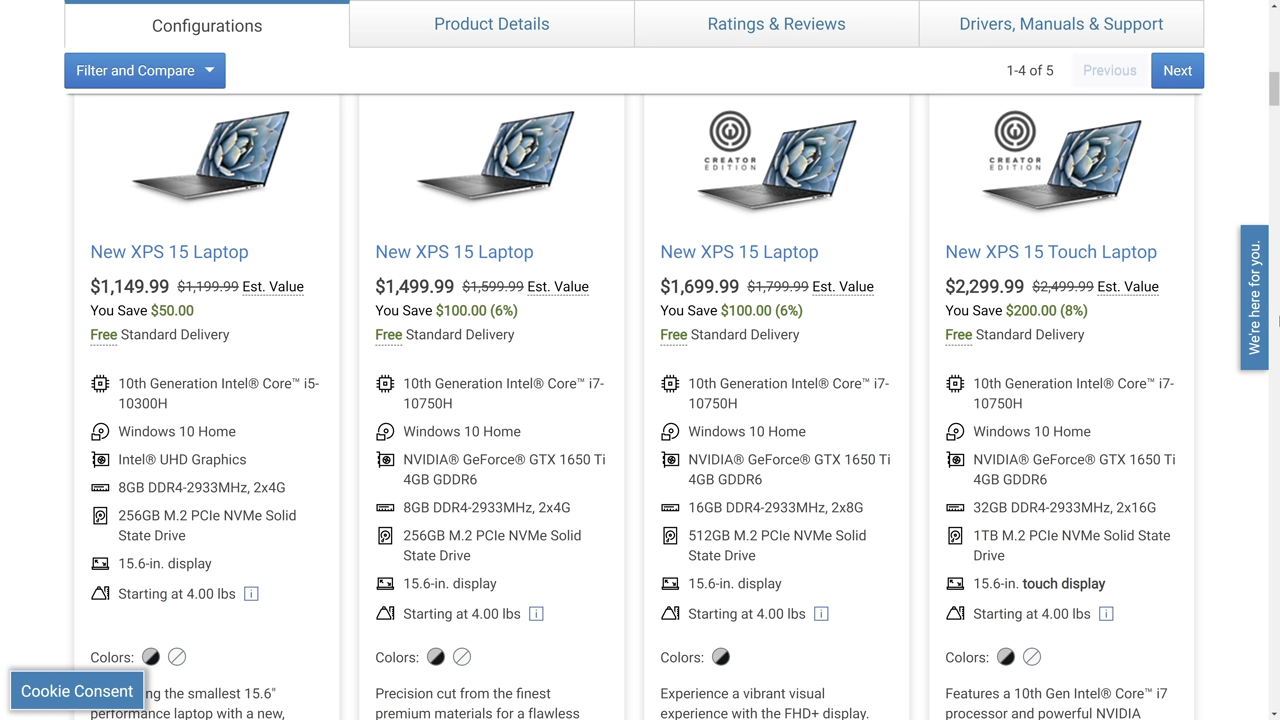 Configurations
Product Details
Ratings & Reviews
Drivers, Manuals & Support
Filter and Compare
1-4 of 5
Previous
Next
New XPS 15 Laptop
$1,149.99 $1,199.99 Est. Value
You Save $50.00
Free Standard Delivery
10th Generation Intel® Core™ i5-
10300H
Windows 10 Home
Intel® UHD Graphics
8GB DDR4-2933MHz, 2x4G
256GB M.2 PCIe NVMe Solid
State Drive
15.6-in. display
Starting at 4.00 lbs i
Colors:
ng the smallest 15.6"
performance laptop with a new,
New XPS 15 Laptop
$1,499.99 $1,599.99 Est. Value
You Save $100.00 (6%)
Free Standard Delivery
10th Generation Intel® Core™ i7-
10750H
Windows 10 Home
NVIDIA® GeForce® GTX 1650 Ti
4GB GDDR6
8GB DDR4-2933MHz, 2x4G
256GB M.2 PCIe NVMe Solid
State Drive
15.6-in. display
Starting at 4.00 lbs i
Colors:
Precision cut from the finest
premium materials for a flawless
CREATOR
EDITION
New XPS 15 Laptop
$1,699.99 $1,799.99 Est. Value
You Save $100.00 (6%)
Free Standard Delivery
10th Generation Intel® Core™ i7-
10750H
Windows 10 Home
NVIDIA® GeForce® GTX 1650 Ti
4GB GDDR6
16GB DDR4-2933MHz, 2x8G
512GB M.2 PCIe NVMe Solid
State Drive
15.6-in. display
Starting at 4.00 lbs i
Colors:
Experience a vibrant visual
experience with the FHD+ display.
CREATOR
EDITION
New XPS 15 Touch Laptop
$2,299.99 $2,499.99 Est. Value
You Save $200.00 (8%)
Free Standard Delivery
10th Generation Intel® Core™ i7-
10750H
Windows 10 Home
NVIDIA® GeForce® GTX 1650 Ti
4GB GDDR6
32GB DDR4-2933MHz, 2x16G
1TB M.2 PCIe NVMe Solid State
Drive
15.6-in. touch display
Starting at 4.00 lbs i
Colors:
Features a 10th Gen Intel® Core™ i7
processor and powerful NVIDIA
We're here for you.
Cookie Consent